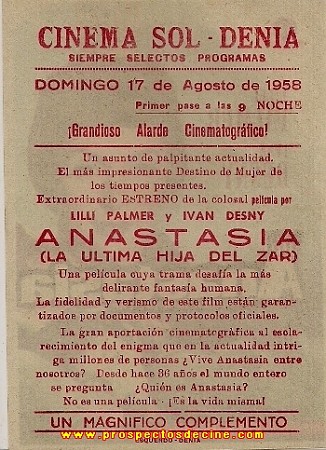 CINEMA SOL - DENIA
SIEMPRE SELECTOS PROGRAMAS
DOMINGO 17 de Agosto de 1958
Primer pase a las 9 NOCHE
¡Grandioso Alarde Cinematográfico!
Un asunto de palpitante actualidad.
El más impresionante Destino de Mujer de
los tiempos presentes.
Extraordinario ESTRENO de la colosal película por
LILLI PALMER y IVAN DESNY
ANASTASIA
(LA ULTIMA HIJA DEL ZAR)
Una película cuya trama desafía la más
delirante fantasía humana.
La fidelidad y verismo de este film están garan-
tizados por documentos y protocolos oficiales.
La gran aportación cinematográfica al escla-
recimiento del enigma que en la actualidad intri-
ga millones de personas ¿Vive Anastasia entre
nosotros? Desde hace 36 años el mundo entero
se pregunta ¿Quién es Anastasia?
No es una película - ¡Es la vida misma!
UN MAGNIFICO COMPLEMENTO
www.prospectosdecine.com
ESQUERDO-DENIA